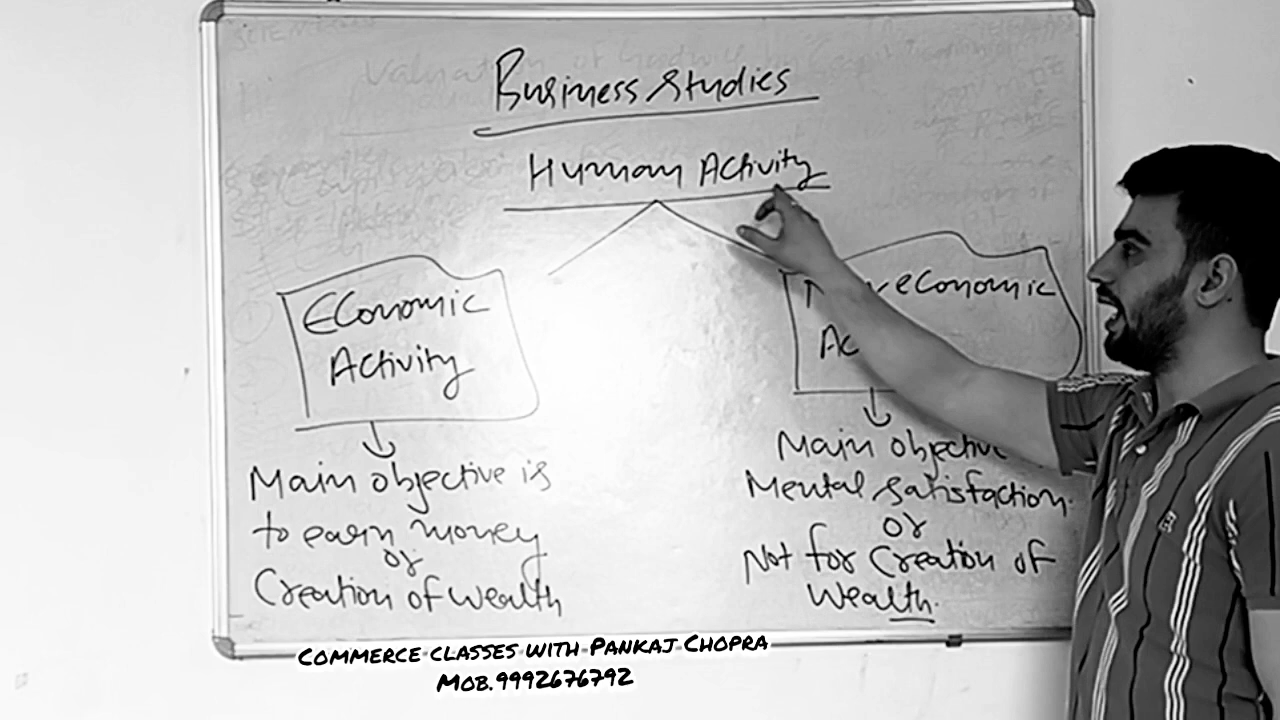 Business Studies
Human Activity
Economic
Activity
economic
Ac
Main objective is
to earn money
or
Creation of wealth
Main objective
Mental satisfaction
or
Not for Creation of
Wealth.
COMMERCE CLASSES WITH PANKAJ CHOPRA
MOB.9992676792